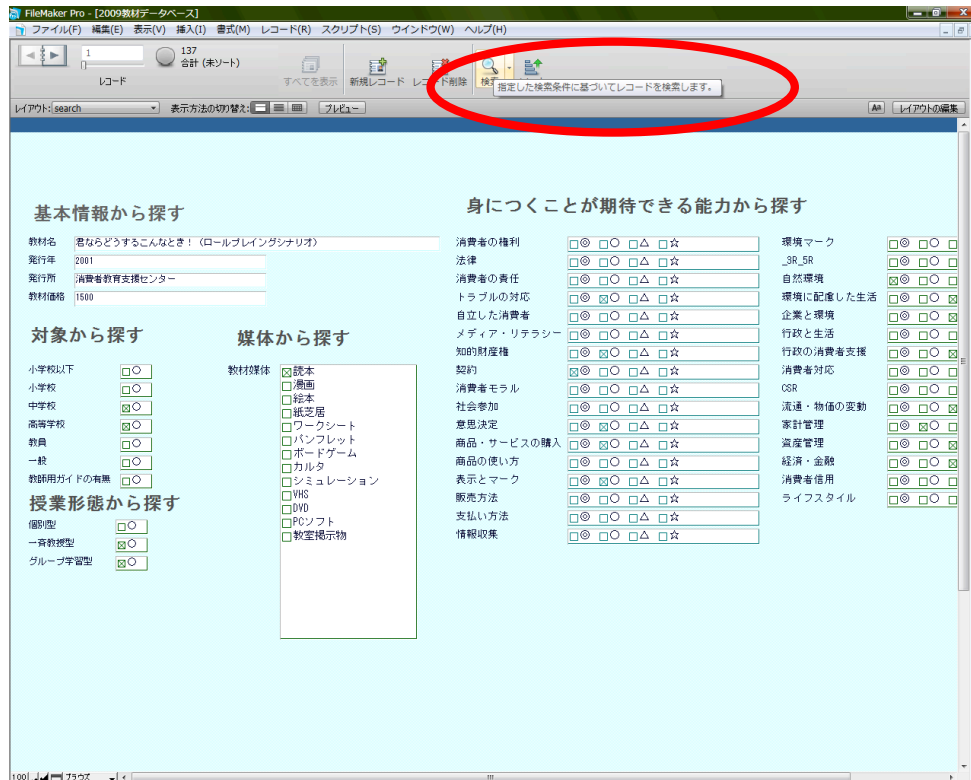 FileMaker Pro - [2009教材データベース]
ファイル(F) 編集(E) 表示(V) 挿入(I) 書式(M) レコード(R) スクリプト(S) ウインドウ(W) ヘルプ(H)
1
137
合計 (未ソート)
レコード
すべてを表示 新規レコード レコード削除 検索
指定した検索条件に基づいてレコードを検索します。
レイアウト: search 表示方法の切り替え: プレビュー Aa レイアウトの編集
基本情報から探す
教材名 君ならどうするこんなとき!(ロールプレイングシナリオ)
発行年 2001
発行所 消費者教育支援センター
教材価格 1500
対象から探す
小学校以下 □○
小学校 □○
中学校 ☒○
高等学校 ☒○
教員 □○
一般 □○
教師用ガイドの有無 □○
授業形態から探す
個別型 □○
一斉教授型 ☒○
グループ学習型 ☒○
媒体から探す
教材媒体 ☒読本
□漫画
□絵本
□紙芝居
□ワークシート
□パンフレット
□ボードゲーム
□カルタ
□シミュレーション
□VHS
□DVD
□PCソフト
□教室掲示物
身につくことが期待できる能力から探す
消費者の権利 □◎ □○ □△ □☆
法律 □◎ □○ □△ □☆
消費者の責任 □◎ □○ □△ □☆
トラブルの対応 □◎ ☒○ □△ □☆
自立した消費者 □◎ □○ □△ □☆
メディア・リテラシー □◎ □○ □△ □☆
知的財産権 □◎ ☒○ □△ □☆
契約 ☒◎ □○ □△ □☆
消費者モラル □◎ □○ □△ □☆
社会参加 □◎ □○ □△ □☆
意思決定 □◎ ☒○ □△ □☆
商品・サービスの購入 □◎ ☒○ □△ □☆
商品の使い方 □◎ □○ □△ □☆
表示とマーク □◎ ☒○ □△ □☆
販売方法 □◎ □○ □△ □☆
支払い方法 □◎ □○ □△ □☆
情報収集 □◎ □○ □△ □☆
環境マーク □◎ □○ □
_3R_5R □◎ □○ □
自然環境 ☒◎ □○ □
環境に配慮した生活 □◎ □○ ☒
企業と環境 □◎ □○ ☒
行政と生活 □◎ □○ □
行政の消費者支援 □◎ □○ ☒
消費者対応 □◎ □○ □
CSR □◎ □○ □
流通・物価の変動 □◎ □○ ☒
家計管理 □◎ ☒○ □
資産管理 □◎ □○ ☒
経済・金融 □◎ □○ ☒
消費者信用 □◎ □○ □
ライフスタイル □◎ □○ □
100 ブラウズ